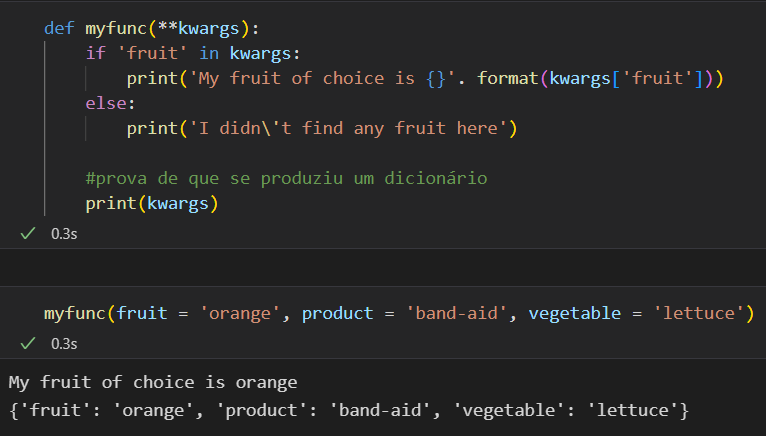 def myfunc(**kwargs):
    if 'fruit' in kwargs:
        print('My fruit of choice is {}'. format(kwargs['fruit']))
    else:
        print('I didn\'t find any fruit here')
    #prova de que se produziu um dicionário
    print(kwargs)
0.3s
myfunc(fruit = 'orange', product = 'band-aid', vegetable = 'lettuce')
0.3s
My fruit of choice is orange
{'fruit': 'orange', 'product': 'band-aid', 'vegetable': 'lettuce'}